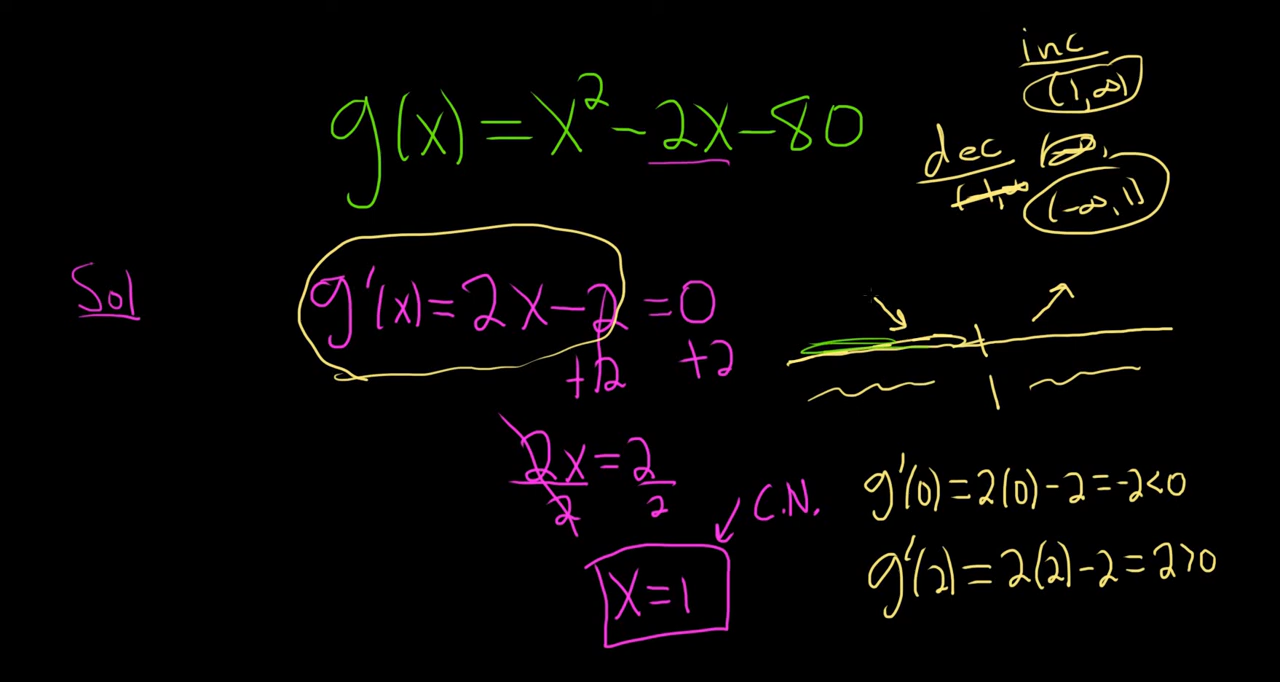 inc
(1,∞)
g(x) = x² - 2x - 80
dec
(-∞,1)
Sol
g'(x) = 2x - 2 = 0
+2 +2
2x = 2
2 2
C.N.
x = 1
1
g'(0) = 2(0) - 2 = -2 < 0
g'(2) = 2(2) - 2 = 2 > 0